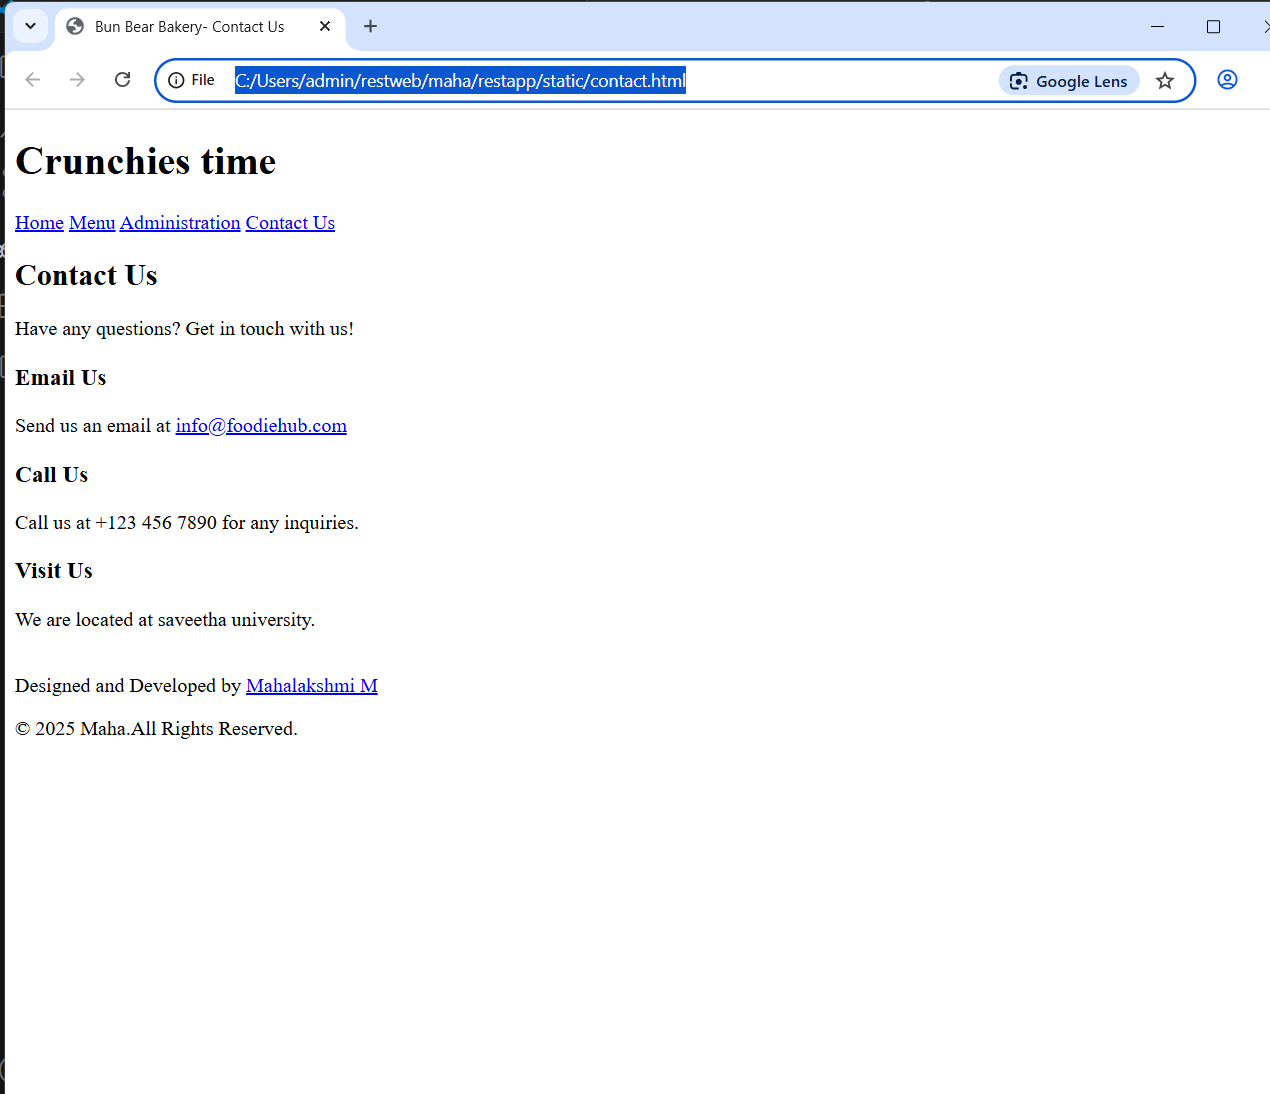 Bun Bear Bakery- Contact Us
File C:/Users/admin/restweb/maha/restapp/static/contact.html Google Lens
Crunchies time
Home Menu Administration Contact Us
Contact Us
Have any questions? Get in touch with us!
Email Us
Send us an email at info@foodiehub.com
Call Us
Call us at +123 456 7890 for any inquiries.
Visit Us
We are located at saveetha university.
Designed and Developed by Mahalakshmi M
© 2025 Maha.All Rights Reserved.